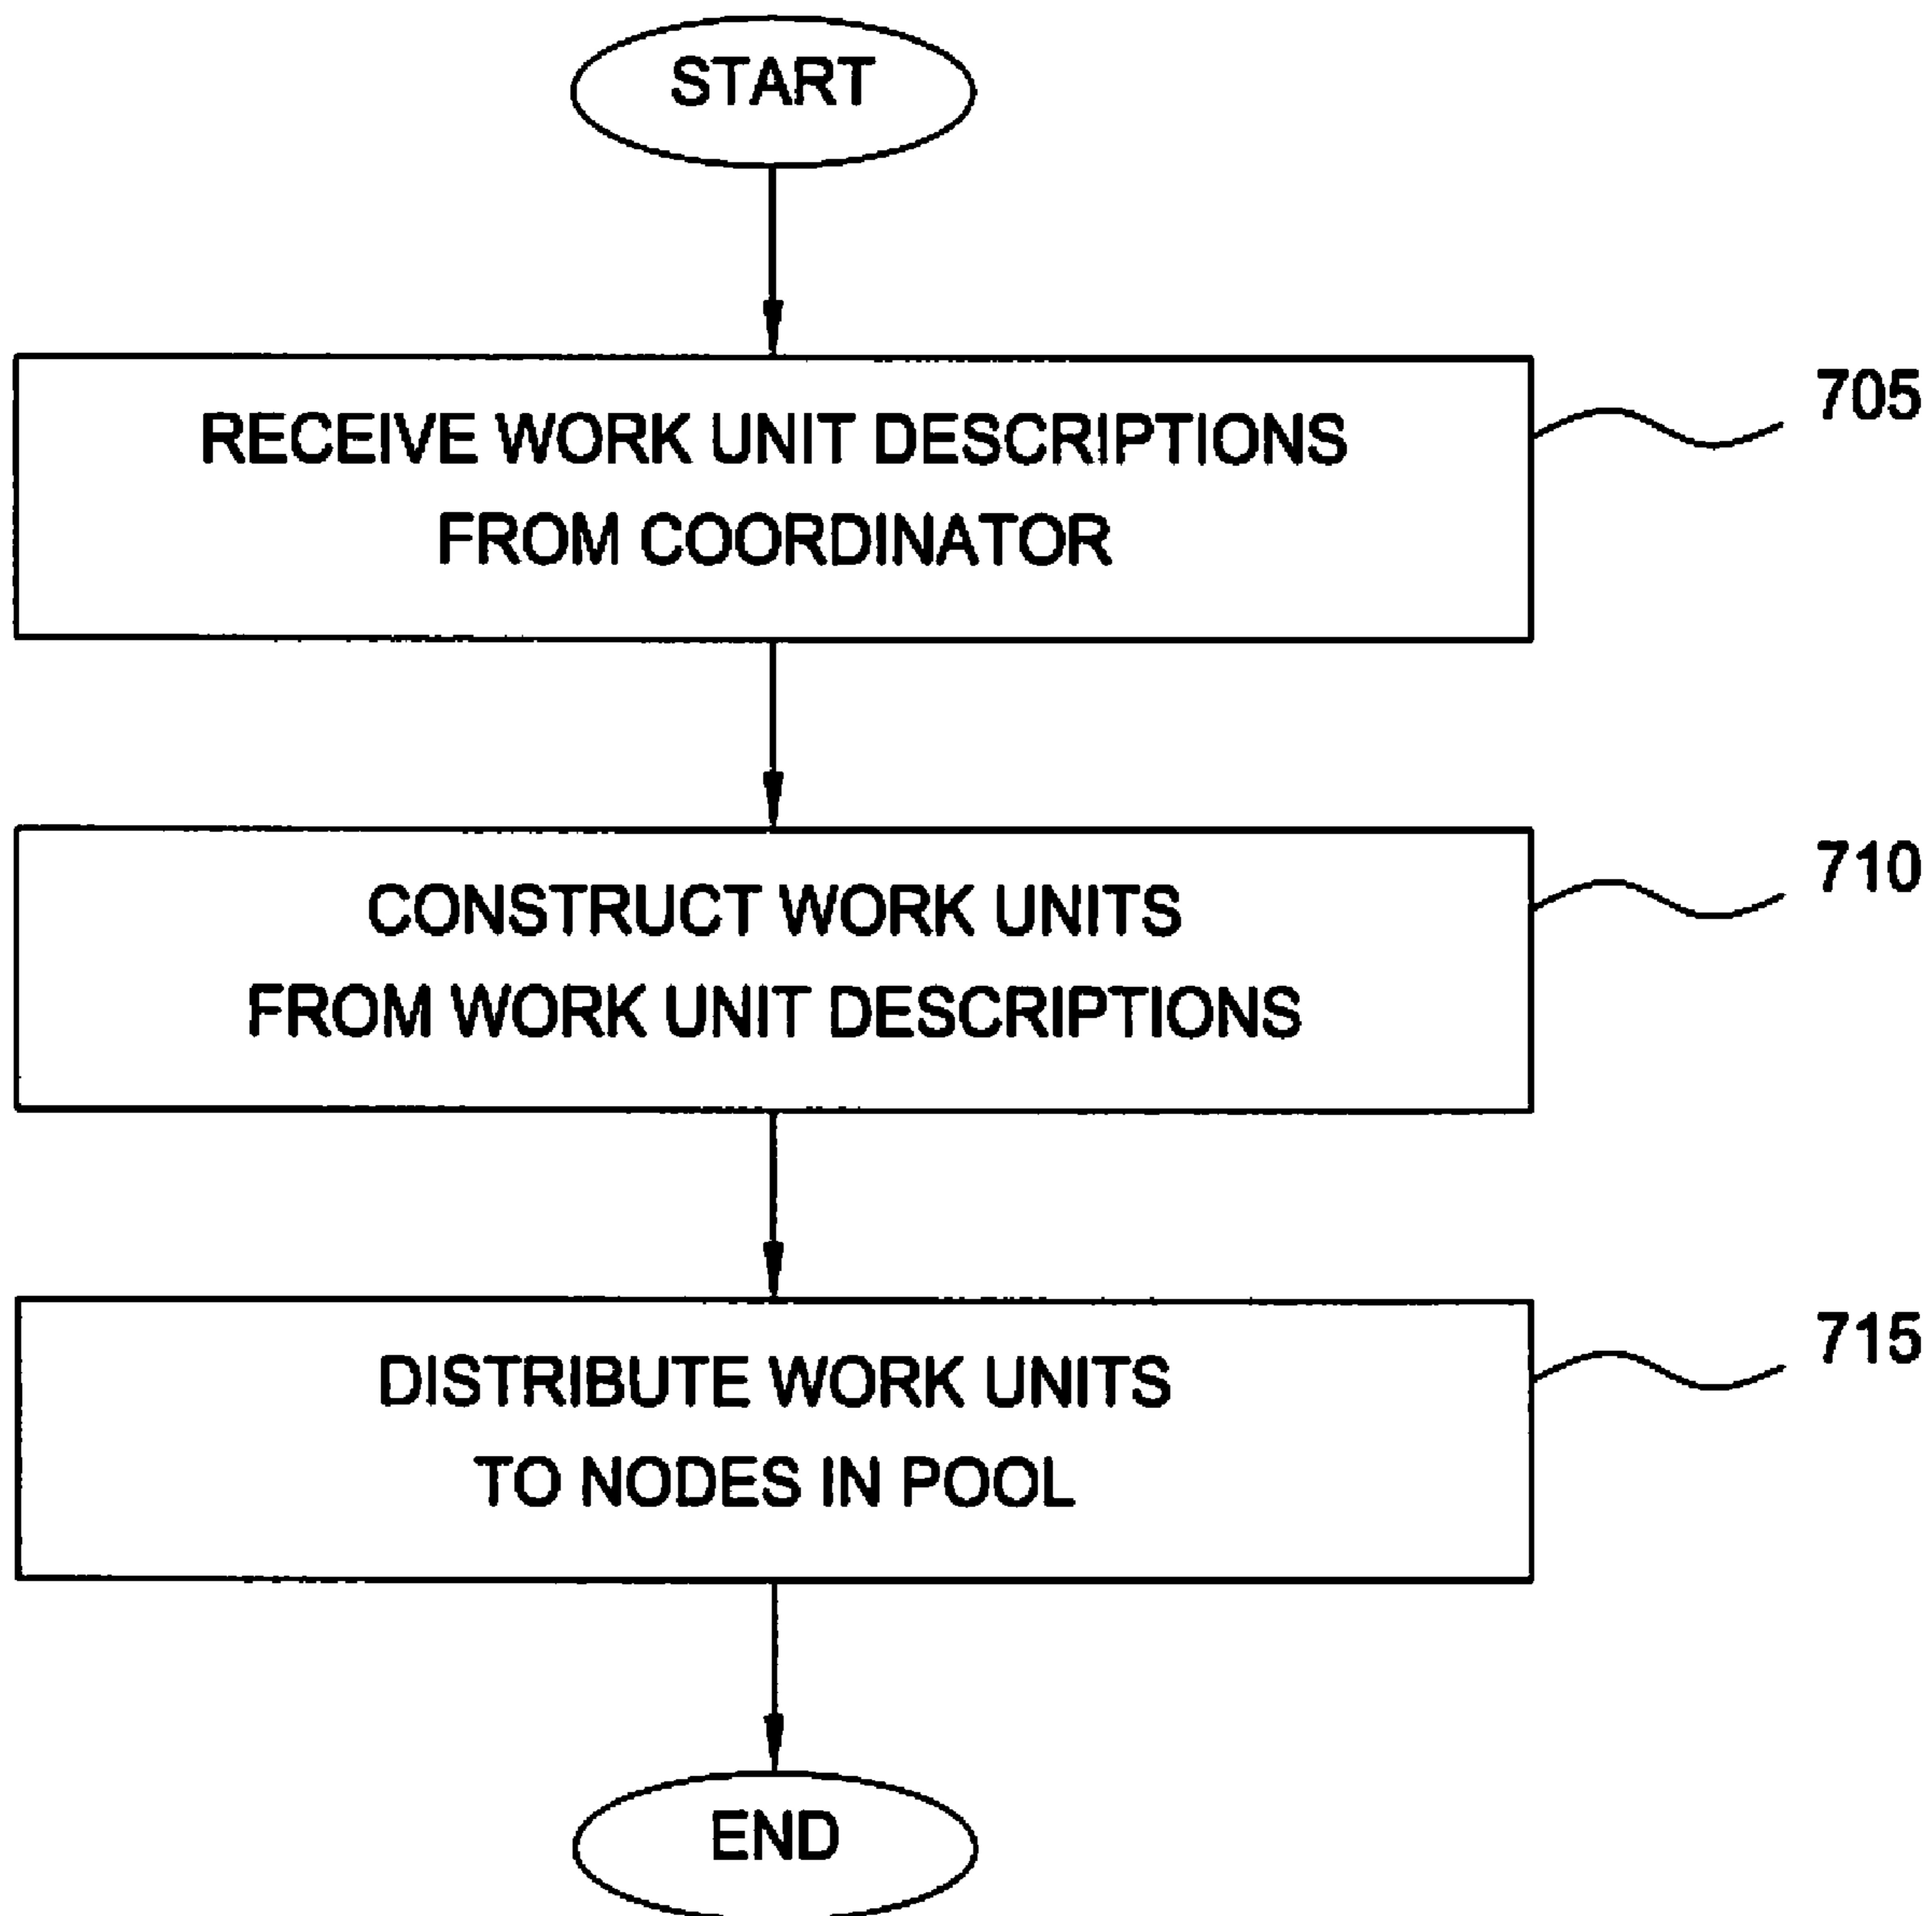 START
RECEIVE WORK UNIT DESCRIPTIONS
FROM COORDINATOR
705
CONSTRUCT WORK UNITS
FROM WORK UNIT DESCRIPTIONS
710
DISTRIBUTE WORK UNITS
TO NODES IN POOL
715
END